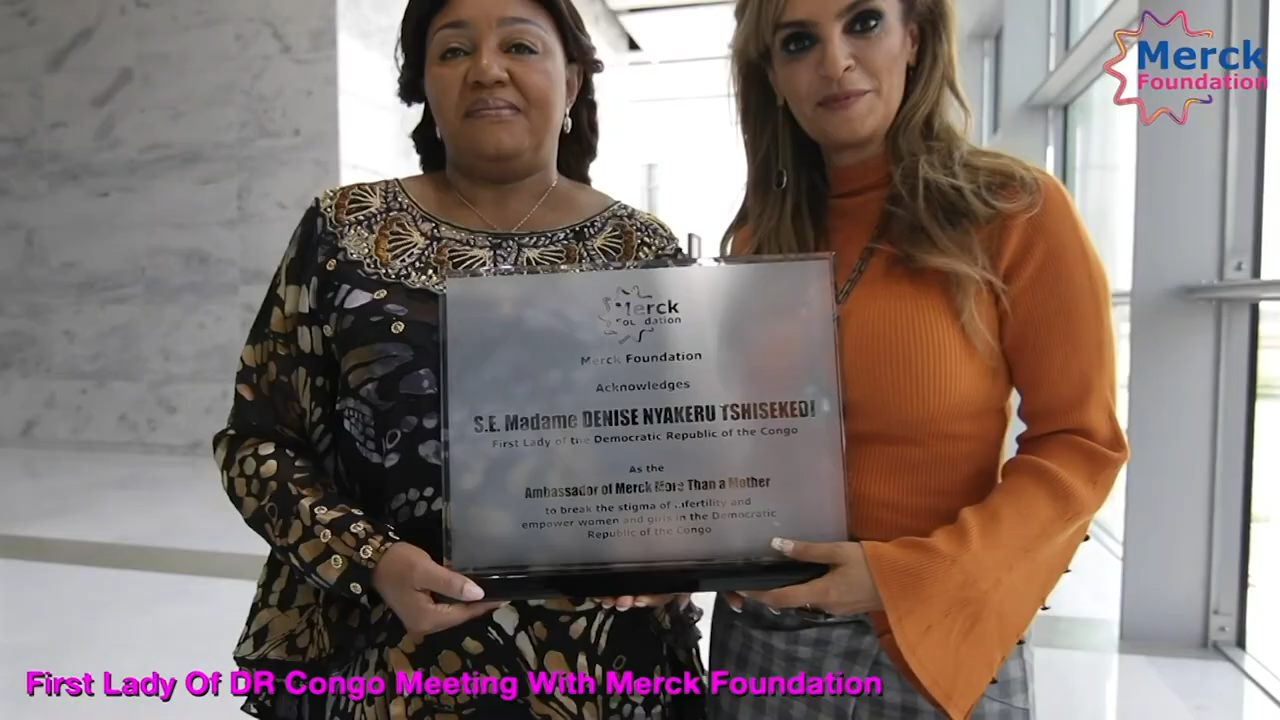 Merck
Foundation
Merck
Foundation
Merck Foundation
Acknowledges
S.E. Madame DENISE NYAKERU TSHISEKEDI
First Lady of the Democratic Republic of the Congo
As the
Ambassador of Merck More Than a Mother
to break the stigma of infertility and
empower women and girls in the Democratic
Republic of the Congo
First Lady Of DR Congo Meeting With Merck Foundation